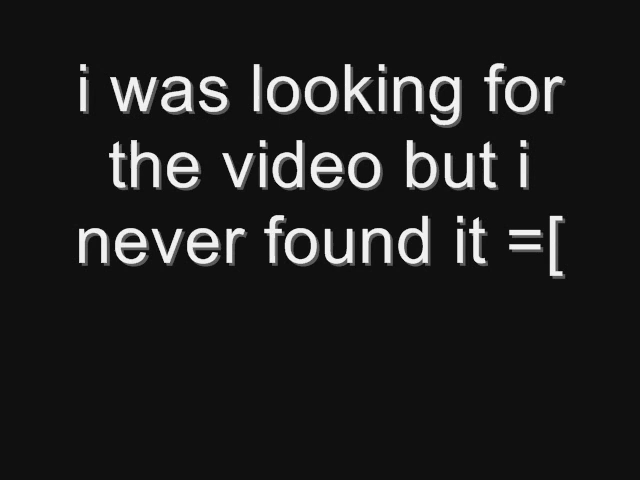 i was looking for
the video but i
never found it =[